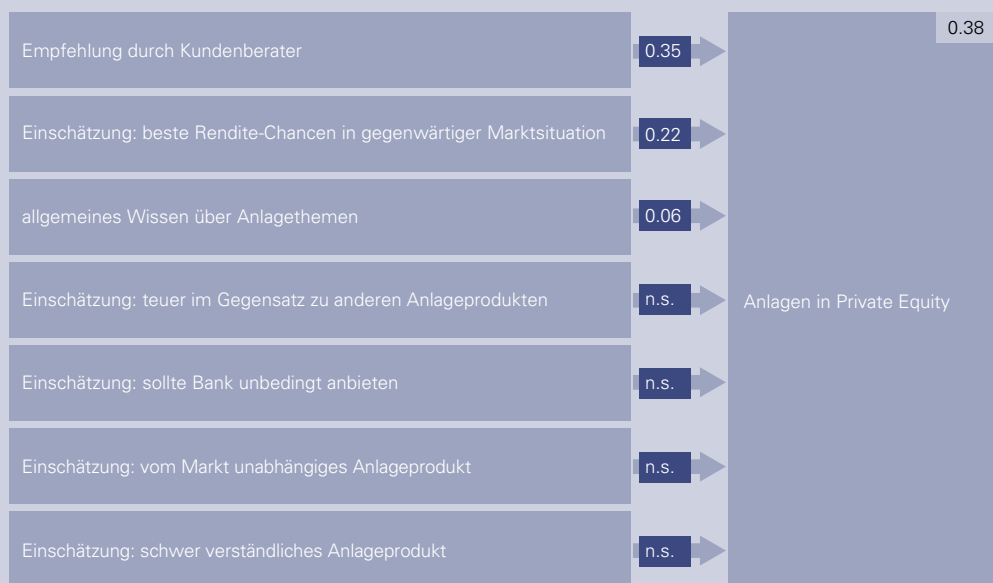 0.38
Empfehlung durch Kundenberater
0.35
Einschätzung: beste Rendite-Chancen in gegenwärtiger Marktsituation
0.22
allgemeines Wissen über Anlagethemen
0.06
Einschätzung: teuer im Gegensatz zu anderen Anlageprodukten
n.s.
Anlagen in Private Equity
Einschätzung: sollte Bank unbedingt anbieten
n.s.
Einschätzung: vom Markt unabhängiges Anlageprodukt
n.s.
Einschätzung: schwer verständliches Anlageprodukt
n.s.